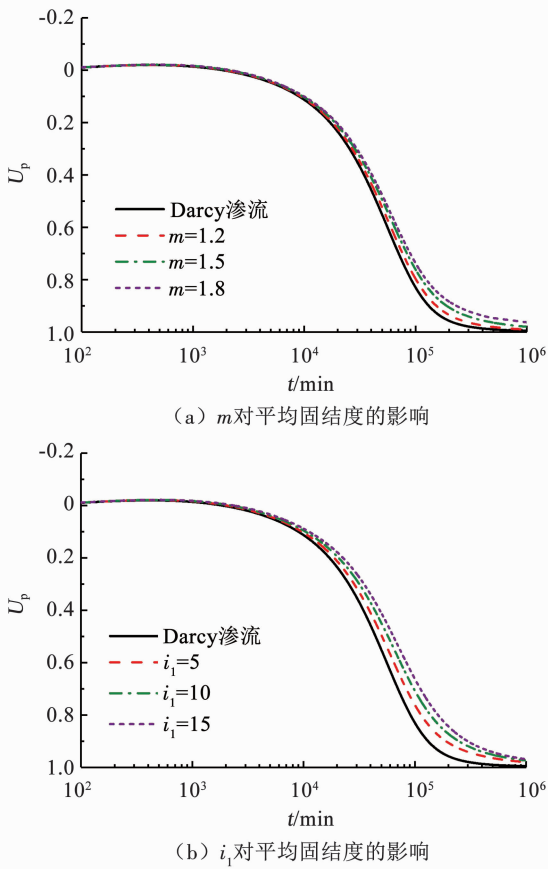 -0.2
0
0.2
0.4
0.6
0.8
1.0
Up
Darcy渗流
m=1.2
m=1.5
m=1.8
10² 10³ 10⁴ 10⁵ 10⁶
t/min
（a）m对平均固结度的影响
-0.2
0
0.2
0.4
0.6
0.8
1.0
Up
Darcy渗流
i₁=5
i₁=10
i₁=15
10² 10³ 10⁴ 10⁵ 10⁶
t/min
（b）i₁对平均固结度的影响